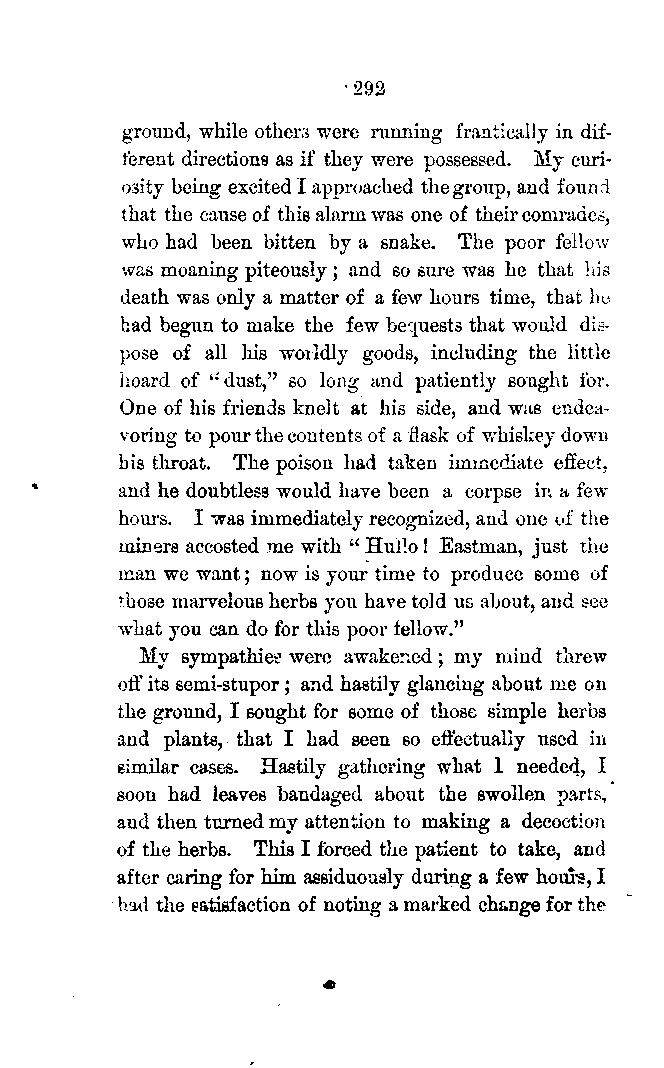 292
ground, while others were running frantically in dif-
ferent directions as if they were possessed. My curi-
osity being excited I approached the group, and found
that the cause of this alarm was one of their comrades,
who had been bitten by a snake. The poor fellow
was moaning piteously; and so sure was he that his
death was only a matter of a few hours time, that he
had begun to make the few bequests that would dis-
pose of all his worldly goods, including the little
hoard of “dust,” so long and patiently sought for.
One of his friends knelt at his side, and was endea-
voring to pour the contents of a flask of whiskey down
his throat. The poison had taken immediate effect,
and he doubtless would have been a corpse in a few
hours. I was immediately recognized, and one of the
miners accosted me with “Hullo! Eastman, just the
man we want; now is your time to produce some of
those marvelous herbs you have told us about, and see
what you can do for this poor fellow.”
My sympathies were awakened; my mind threw
off its semi-stupor; and hastily glancing about me on
the ground, I sought for some of those simple herbs
and plants, that I had seen so effectually used in
similar cases. Hastily gathering what I needed, I
soon had leaves bandaged about the swollen parts,
and then turned my attention to making a decoction
of the herbs. This I forced the patient to take, and
after caring for him assiduously during a few hours, I
had the satisfaction of noting a marked change for the